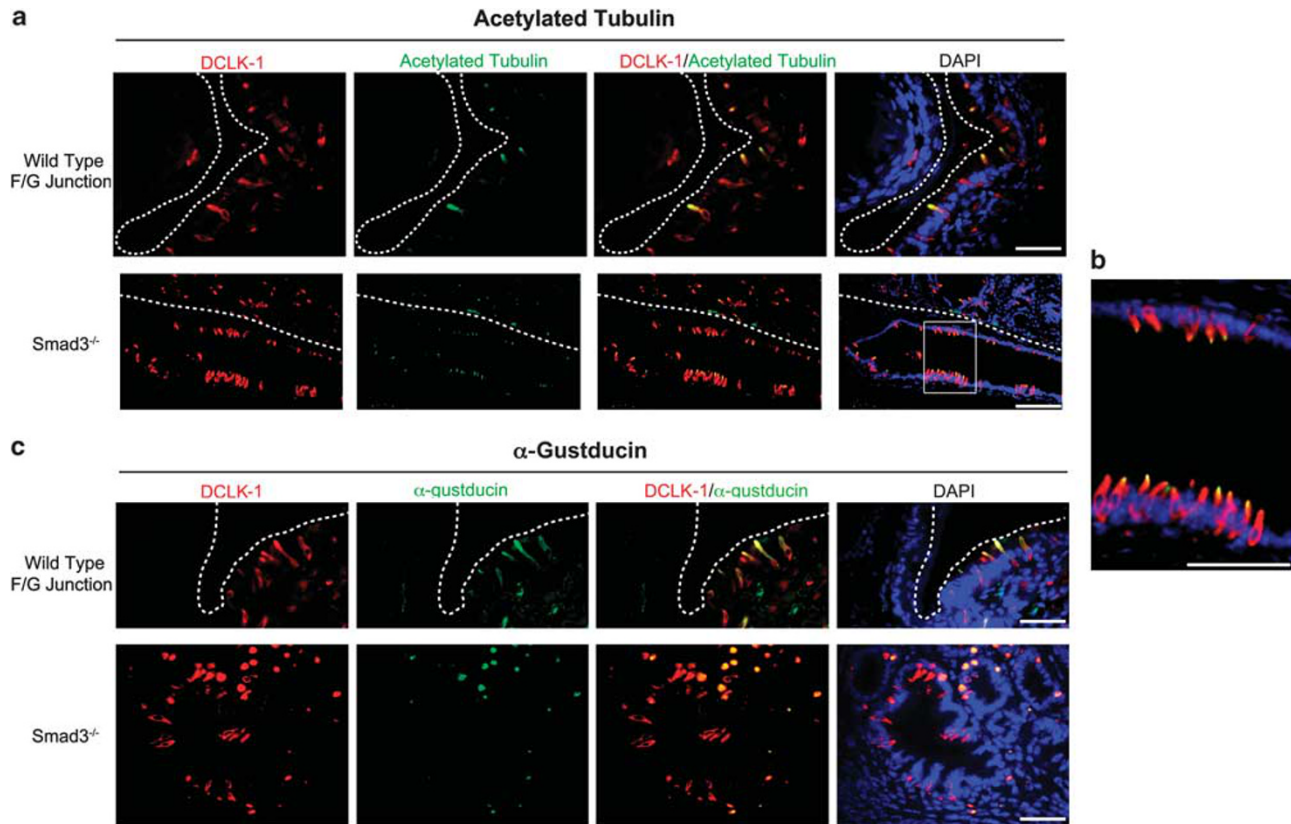 a
Acetylated Tubulin
DCLK-1 Acetylated Tubulin DCLK-1/Acetylated Tubulin DAPI
Wild Type
F/G Junction
Smad3-/-
b
c
α-Gustducin
DCLK-1 α-gustducin DCLK-1/α-gustducin DAPI
Wild Type
F/G Junction
Smad3-/-